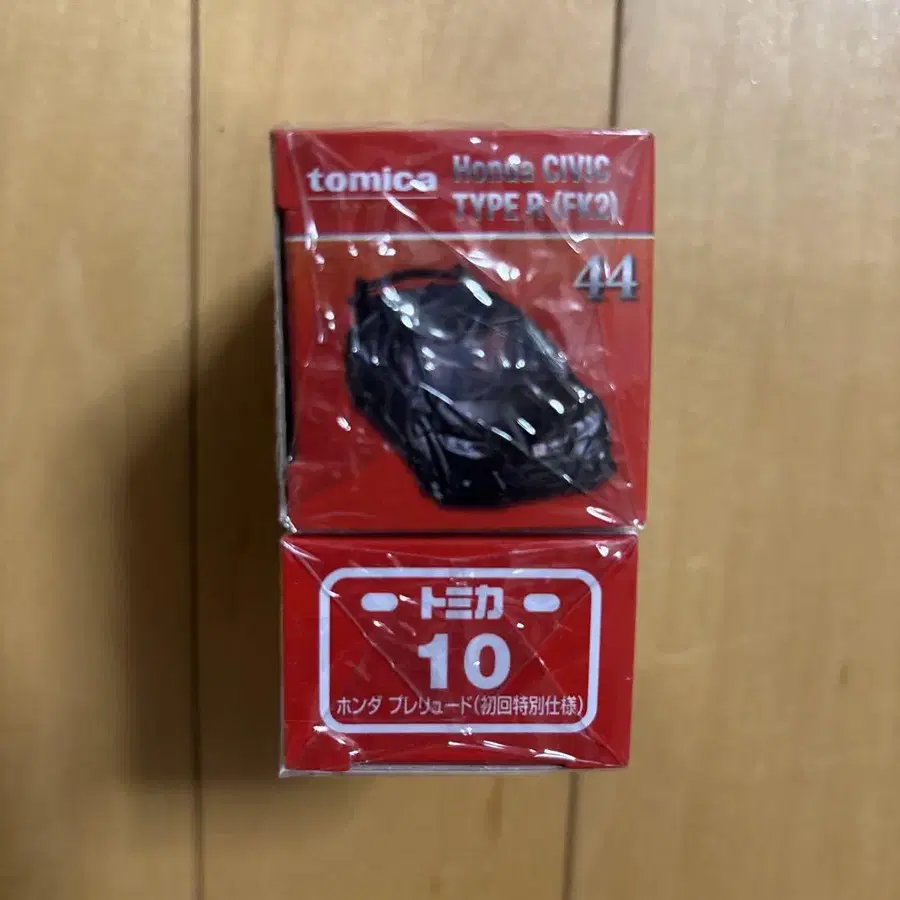 tomica
Honda CIVIC
TYPE R (FK2)
44
トミカ
10
ホンダ プレリュード(初回特別仕様)